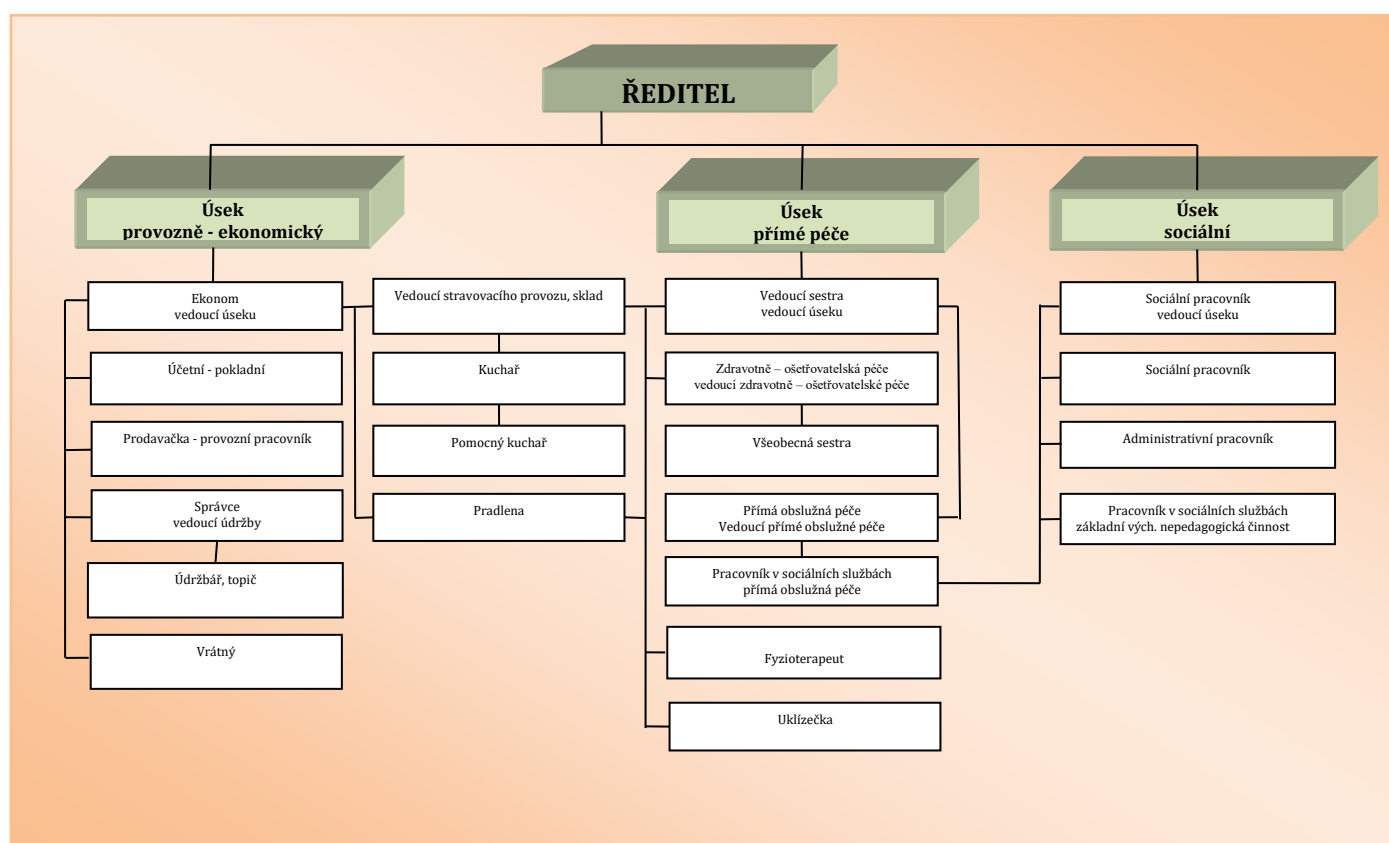 ŘEDITEL
Úsek
provozně - ekonomický
Úsek
přímé péče
Úsek
sociální
Ekonom
vedoucí úseku
Účetní - pokladní
Prodavačka - provozní pracovník
Správce
vedoucí údržby
Údržbář, topič
Vrátný
Vedoucí stravovacího provozu, sklad
Kuchař
Pomocný kuchař
Pradlena
Vedoucí sestra
vedoucí úseku
Zdravotně – ošetřovatelská péče
vedoucí zdravotně – ošetřovatelské péče
Všeobecná sestra
Přímá obslužná péče
Vedoucí přímé obslužné péče
Pracovník v sociálních službách
přímá obslužná péče
Fyzioterapeut
Uklízečka
Sociální pracovník
vedoucí úseku
Sociální pracovník
Administrativní pracovník
Pracovník v sociálních službách
základní vých. nepedagogická činnost